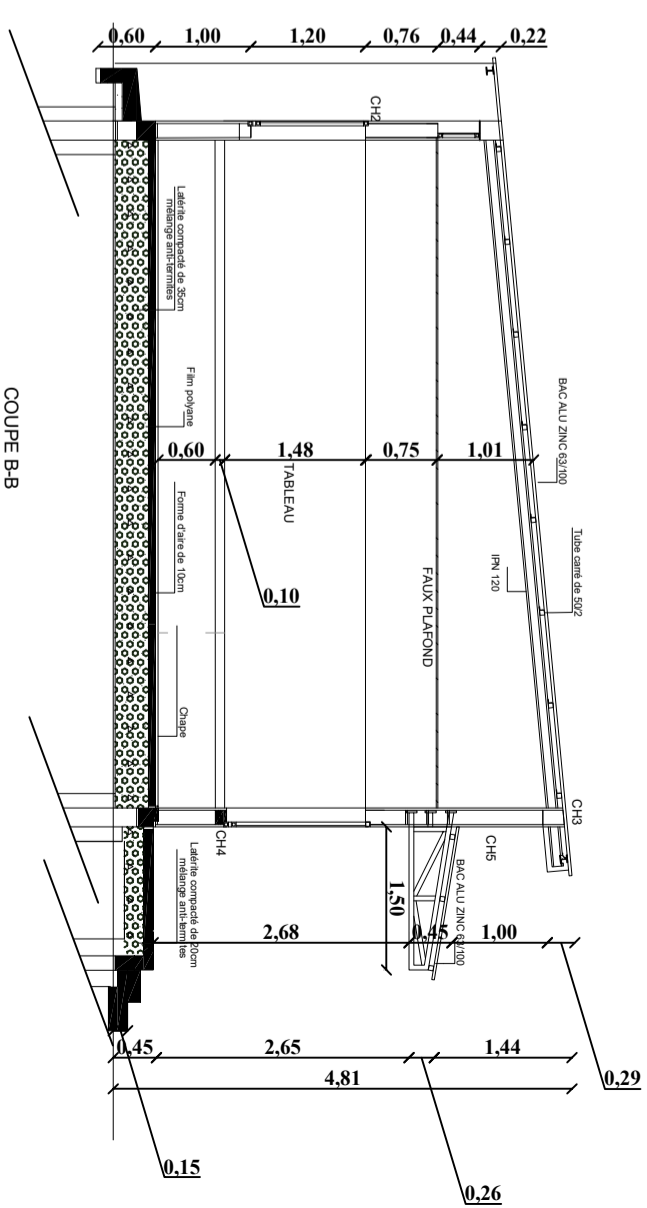 0,60 1,00 1,20 0,76 0,44 0,22
CH2
Latérite compacté de 35cm
mélange anti-termites
Film polyane
Forme d'aire de 10cm
Chape
Latérite compacté de 20cm
mélange anti-termites
BAC ALU ZINC 63/100
Tube carré de 50/2
IPN 120
0,60 1,48 0,75 1,01
0,10
TABLEAU
FAUX PLAFOND
CH3
CH4
CH5
BAC ALU ZINC 63/100
1,50
2,68 0,45 1,00
0,29
0,45 2,65 1,44
0,26
4,81
0,15
COUPE B-B